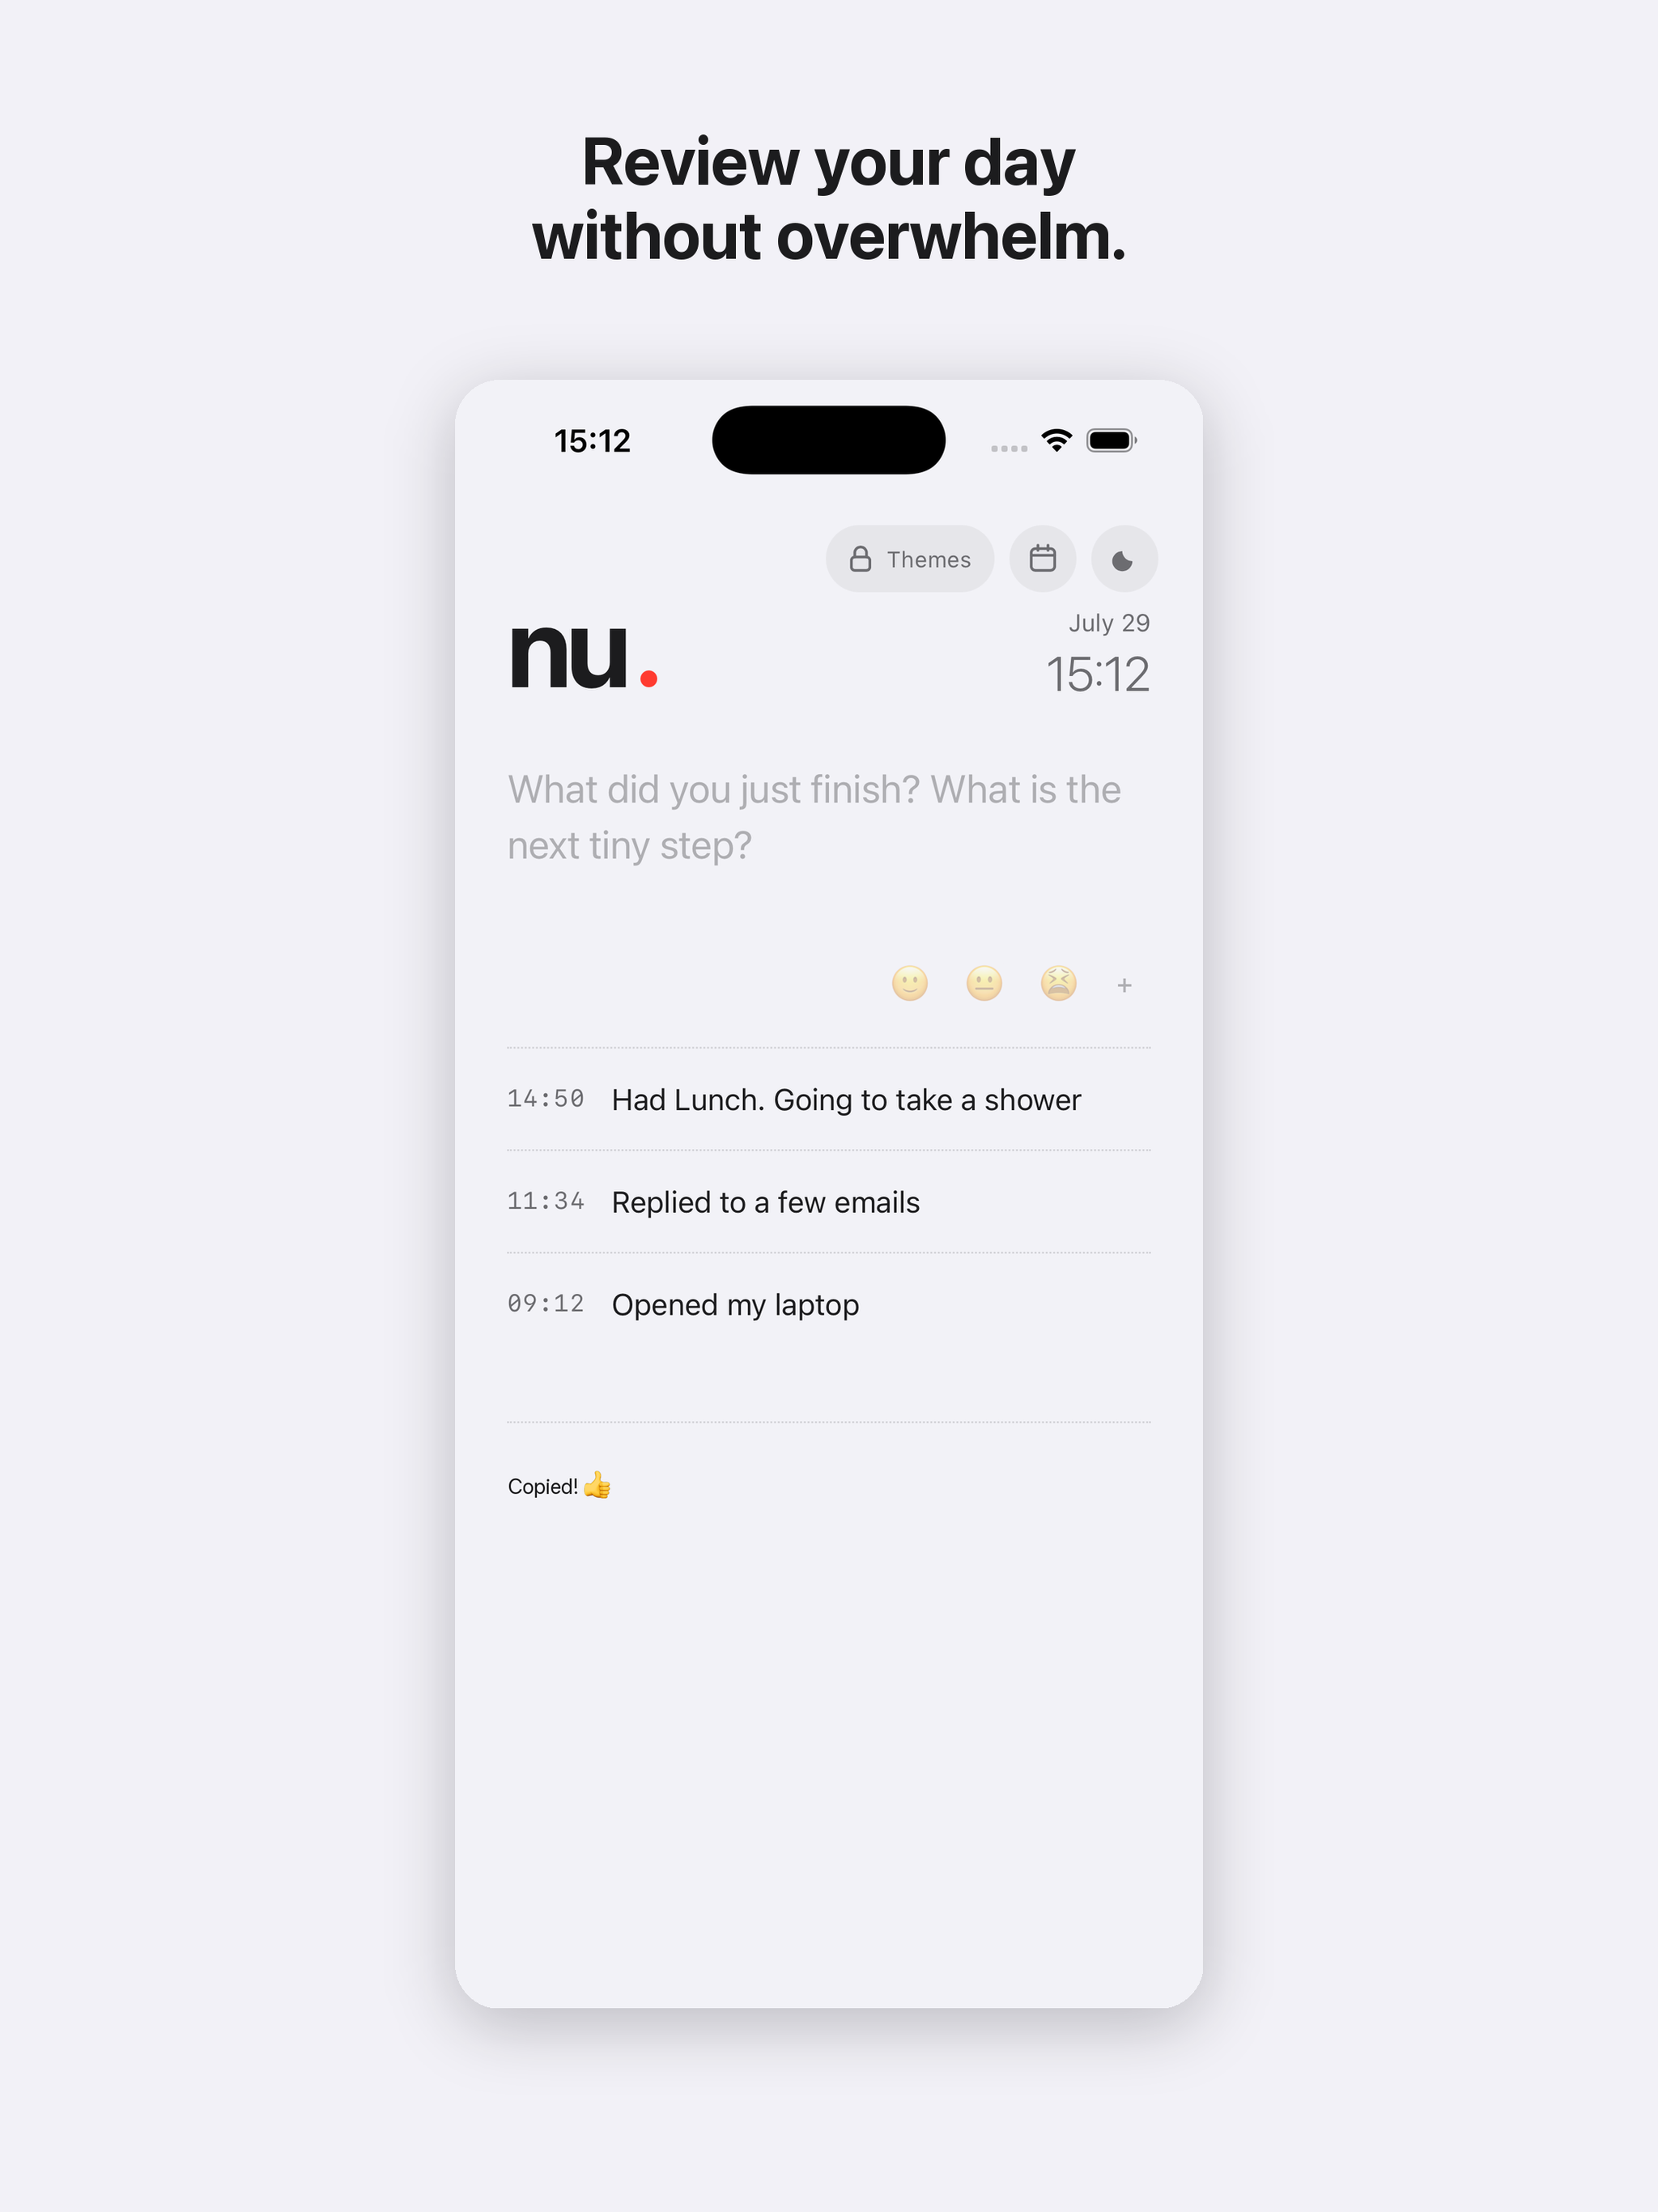 Review your day
without overwhelm.
15:12
Themes
July 29
nu.
15:12
What did you just finish? What is the
next tiny step?
+
14:50 Had Lunch. Going to take a shower
11:34 Replied to a few emails
09:12 Opened my laptop
Copied! 👍